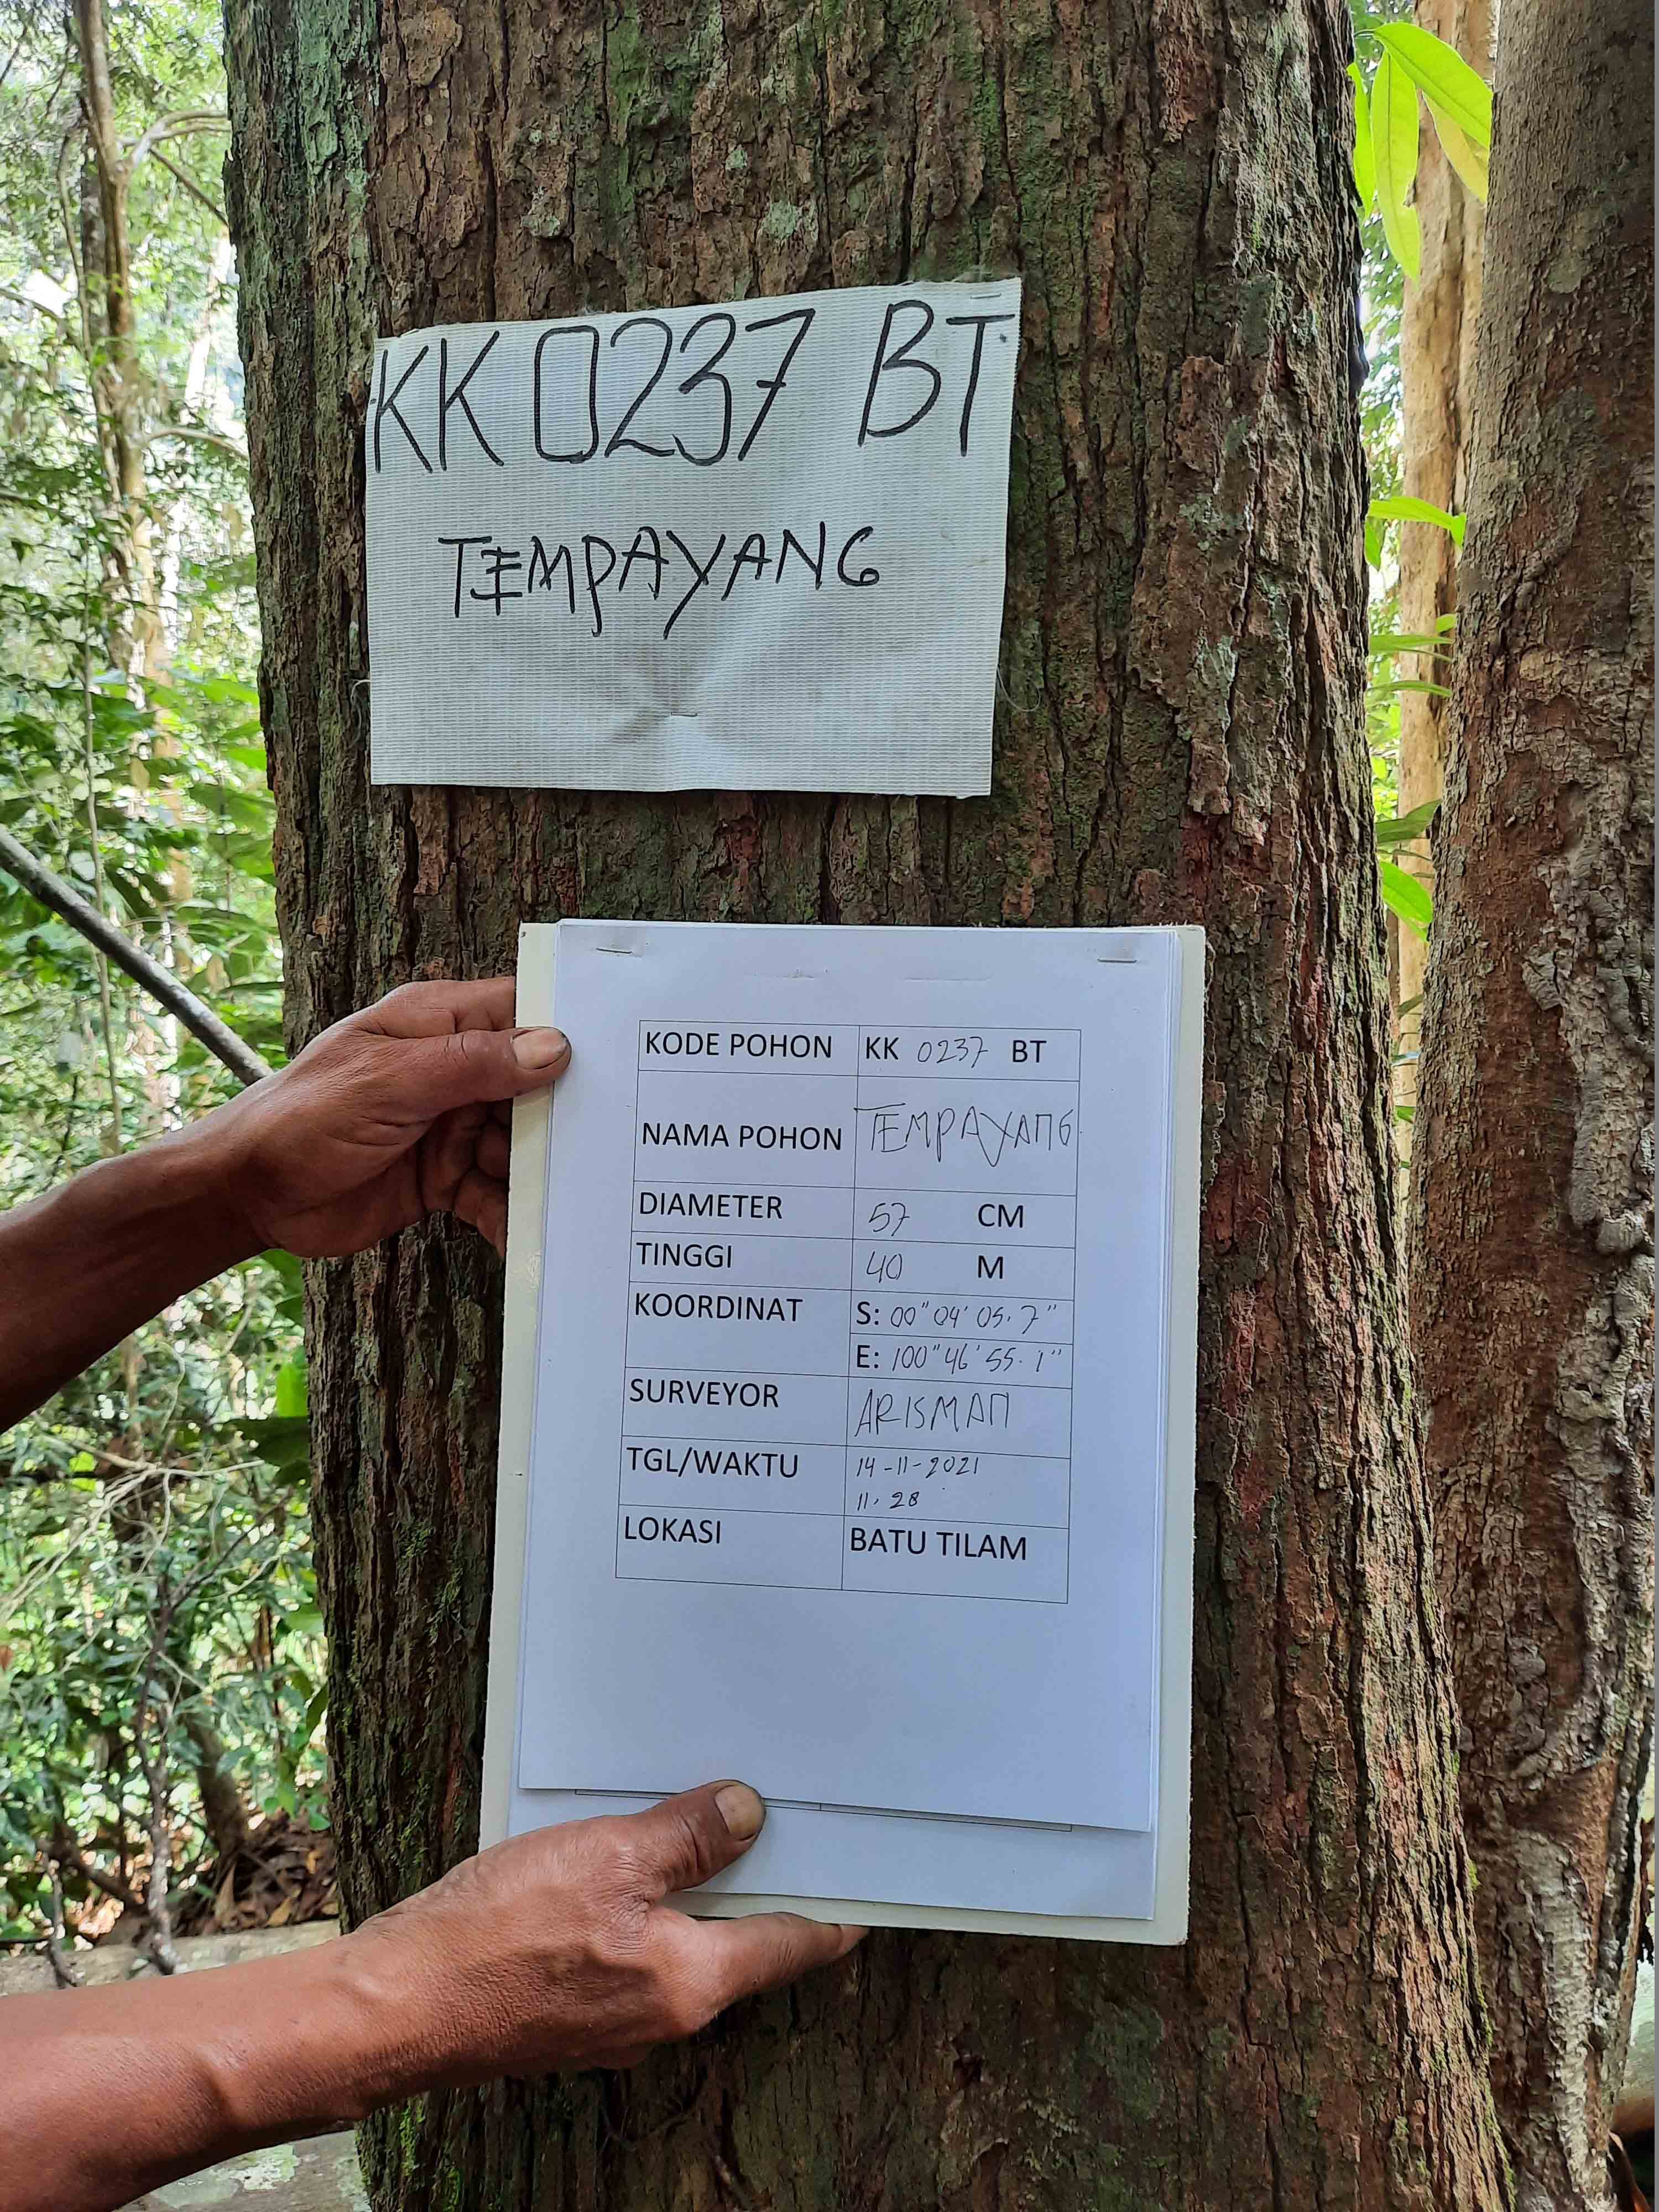 KK 0237 BT
TEMPAYANG
KODE POHON KK 0237 BT
NAMA POHON TEMPAYANG
DIAMETER 57 CM
TINGGI 40 M
KOORDINAT S: 00"04'05.7"
E: 100"46'55.1"
SURVEYOR ARISMAN
TGL/WAKTU 14-11-2021
11.28
LOKASI BATU TILAM